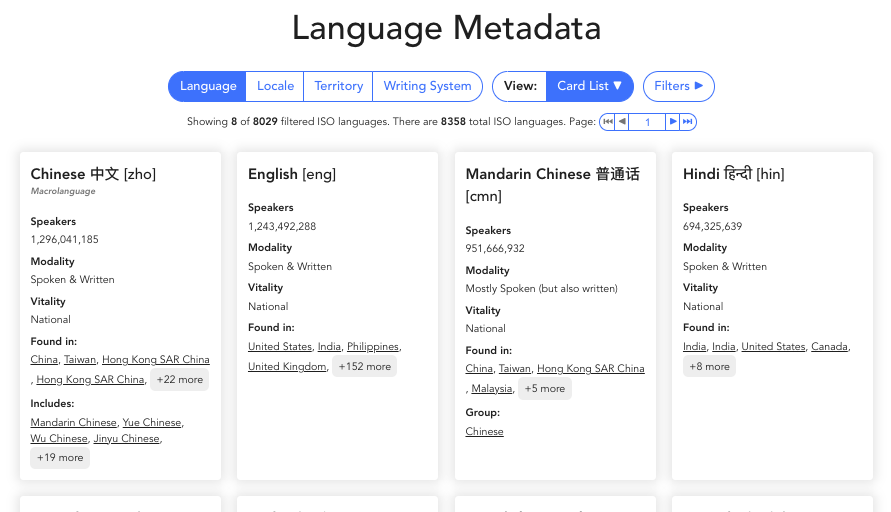 Language Metadata
Language Locale Territory Writing System View: Card List ▼ Filters ▶
Showing 8 of 8029 filtered ISO languages. There are 8358 total ISO languages. Page: ⏮ ◀ 1 ▶ ⏭
Chinese 中文 [zho]
Macrolanguage
Speakers
1,296,041,185
Modality
Spoken & Written
Vitality
National
Found in:
China, Taiwan, Hong Kong SAR China
, Hong Kong SAR China, +22 more
Includes:
Mandarin Chinese, Yue Chinese,
Wu Chinese, Jinyu Chinese,
+19 more
English [eng]
Speakers
1,243,492,288
Modality
Spoken & Written
Vitality
National
Found in:
United States, India, Philippines,
United Kingdom, +152 more
Mandarin Chinese 普通话
[cmn]
Speakers
951,666,932
Modality
Mostly Spoken (but also written)
Vitality
National
Found in:
China, Taiwan, Hong Kong SAR China
, Malaysia, +5 more
Group:
Chinese
Hindi हिन्दी [hin]
Speakers
694,325,639
Modality
Spoken & Written
Vitality
National
Found in:
India, India, United States, Canada,
+8 more